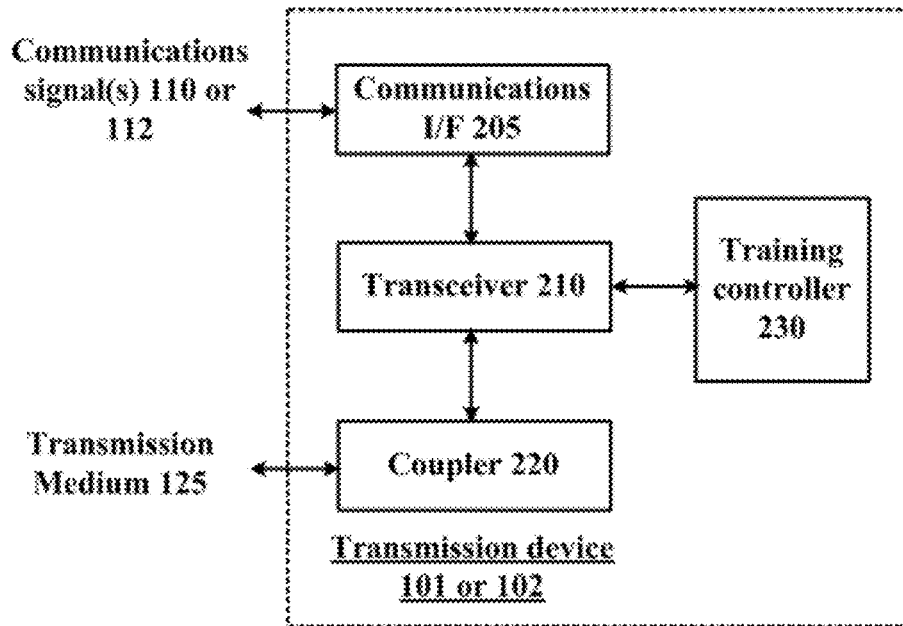 Communications
signal(s) 110 or
112
Communications
I/F 205
Transceiver 210
Training
controller
230
Transmission
Medium 125
Coupler 220
Transmission device
101 or 102